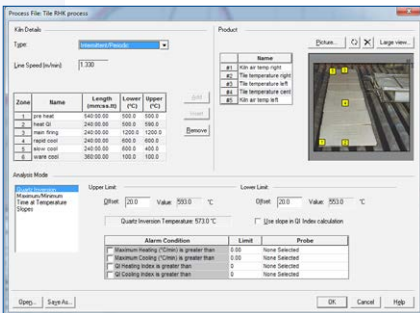 Process File: Tile RHK process
Kiln Details
Type: Intermittent/Periodic
Line Speed (m/min) 1.330
Zone Name Length (mm:ss.ft) Lower (°C) Upper (°C)
1 pre heat 540:00.00 500.0 500.0
2 heat GI 240:00.00 500.0 590.0
3 main firing 240:00.00 1200.0 1200.0
4 rapid cool 600:00.00 600.0 600.0
5 slow cool 240:00.00 600.0 400.0
6 ware cool 360:00.00 100.0 100.0
Add
Insert
Remove
Product
Name
#1 Kiln air temp right
#2 Tile temperature right
#3 Tile temperature left
#4 Tile temperature cent
#5 Kiln air temp left
Picture...
Large view...
Analysis Mode
Quartz Inversion
Maximum/Minimum
Time at Temperature
Slopes
Upper Limit:
Offset: 20.0 Value: 593.0 °C
Lower Limit:
Offset: 20.0 Value: 553.0 °C
Quartz Inversion Temperature: 573.0 °C
Use slope in QI Index calculation
Alarm Condition Limit Probe
Maximum Heating (°C/min) is greater than 0.00 None Selected
Maximum Cooling (°C/min) is greater than 0.00 None Selected
QI Heating Index is greater than 0 None Selected
QI Cooling Index is greater than 0 None Selected
Open...
Save As...
OK
Cancel
Help